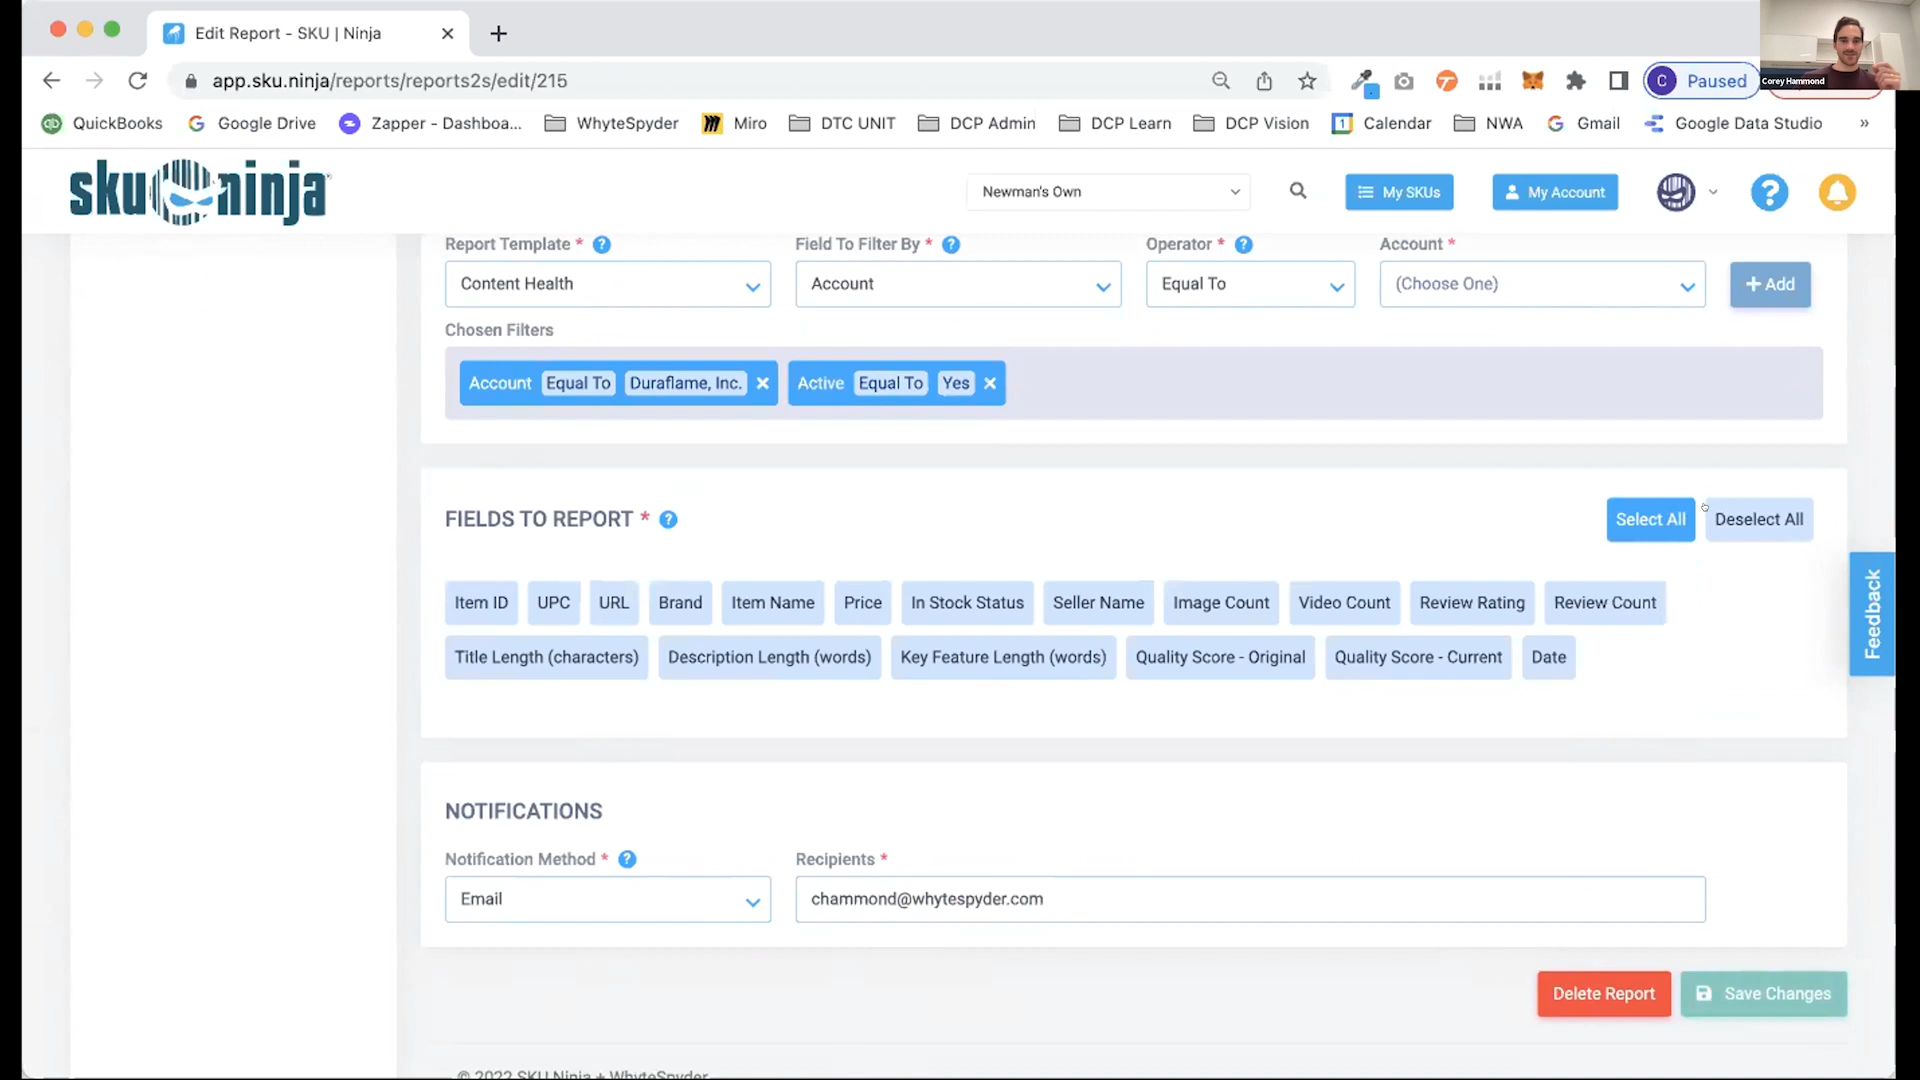 Edit Report - SKU | Ninja
app.sku.ninja/reports/reports2s/edit/215
C Paused
Corey Hammond
qb QuickBooks
Google Drive
Zapper - Dashboa...
WhyteSpyder
Miro
DTC UNIT
DCP Admin
DCP Learn
DCP Vision
1 Calendar
NWA
Gmail
Google Data Studio
»
sku ninja
Newman's Own
My SKUs
My Account
?
Report Template * ?
Field To Filter By * ?
Operator * ?
Account *
Content Health
Account
Equal To
(Choose One)
+ Add
Chosen Filters
Account Equal To Duraflame, Inc. ×
Active Equal To Yes ×
FIELDS TO REPORT * ?
Select All
Deselect All
Item ID
UPC
URL
Brand
Item Name
Price
In Stock Status
Seller Name
Image Count
Video Count
Review Rating
Review Count
Title Length (characters)
Description Length (words)
Key Feature Length (words)
Quality Score - Original
Quality Score - Current
Date
Feedback
NOTIFICATIONS
Notification Method * ?
Recipients *
Email
chammond@whytespyder.com
Delete Report
Save Changes
© 2022 SKU Ninja + WhyteSpyder